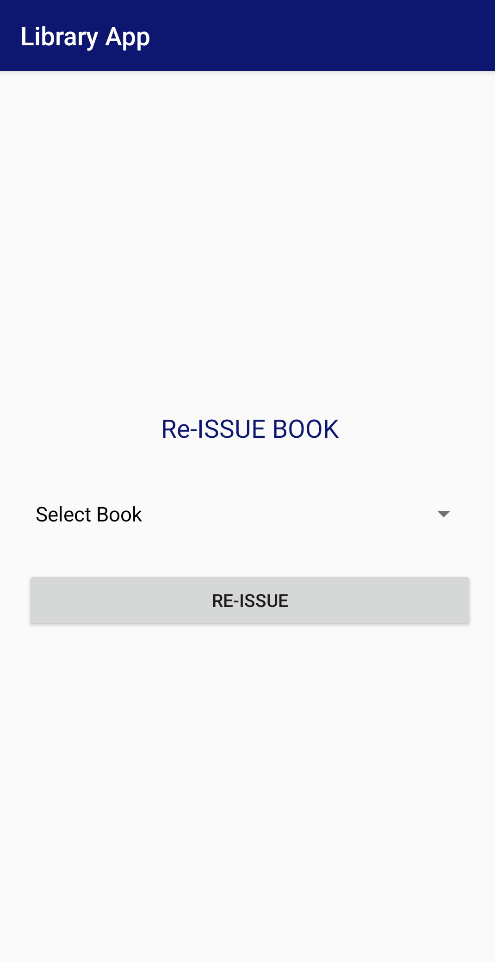 Library App
Re-ISSUE BOOK
Select Book
RE-ISSUE